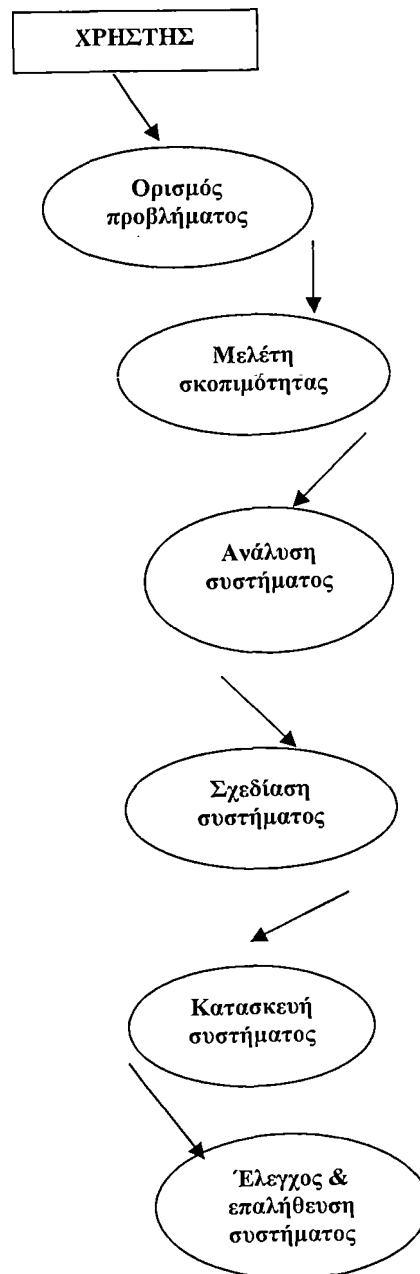 ΧΡΗΣΤΗΣ
Ορισμός
προβλήματος
Μελέτη
σκοπιμότητας
Ανάλυση
συστήματος
Σχεδίαση
συστήματος
Κατασκευή
συστήματος
Έλεγχος &
επαλήθευση
συστήματος